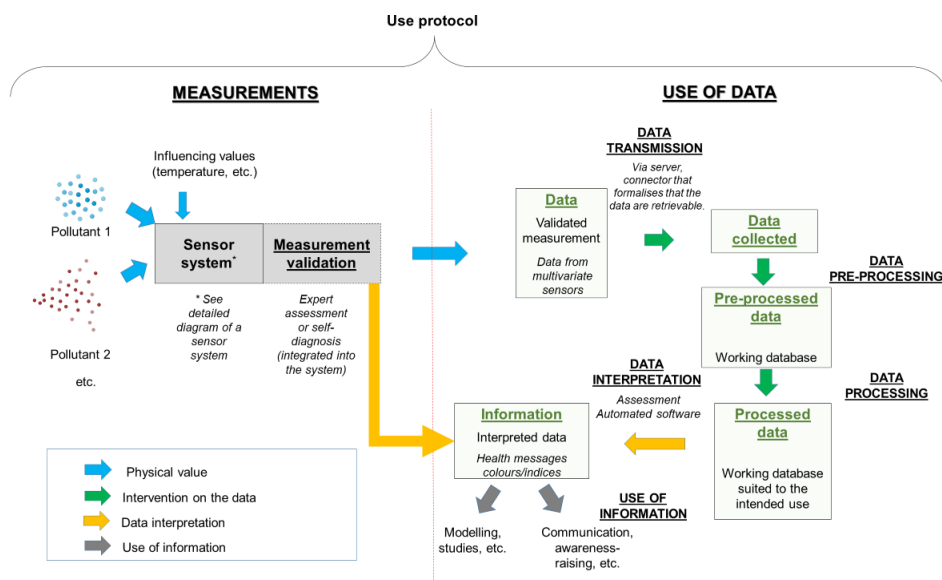 Use protocol
MEASUREMENTS
USE OF DATA
Influencing values
(temperature, etc.)
Pollutant 1
Pollutant 2
etc.
Sensor
system*
Measurement
validation
* See
detailed
diagram of a
sensor
system
Expert
assessment
or self-
diagnosis
(integrated into
the system)
Data
Validated
measurement
Data from
multivariate
sensors
DATA
TRANSMISSION
Via server,
connector that
formalises that the
data are retrievable.
Data
collected
DATA
PRE-PROCESSING
Pre-processed
data
Working database
DATA
PROCESSING
Processed
data
Working database
suited to the
intended use
DATA
INTERPRETATION
Assessment
Automated software
Information
Interpreted data
Health messages
colours/indices
USE OF
INFORMATION
Modelling,
studies, etc.
Communication,
awareness-
raising, etc.
Physical value
Intervention on the data
Data interpretation
Use of information